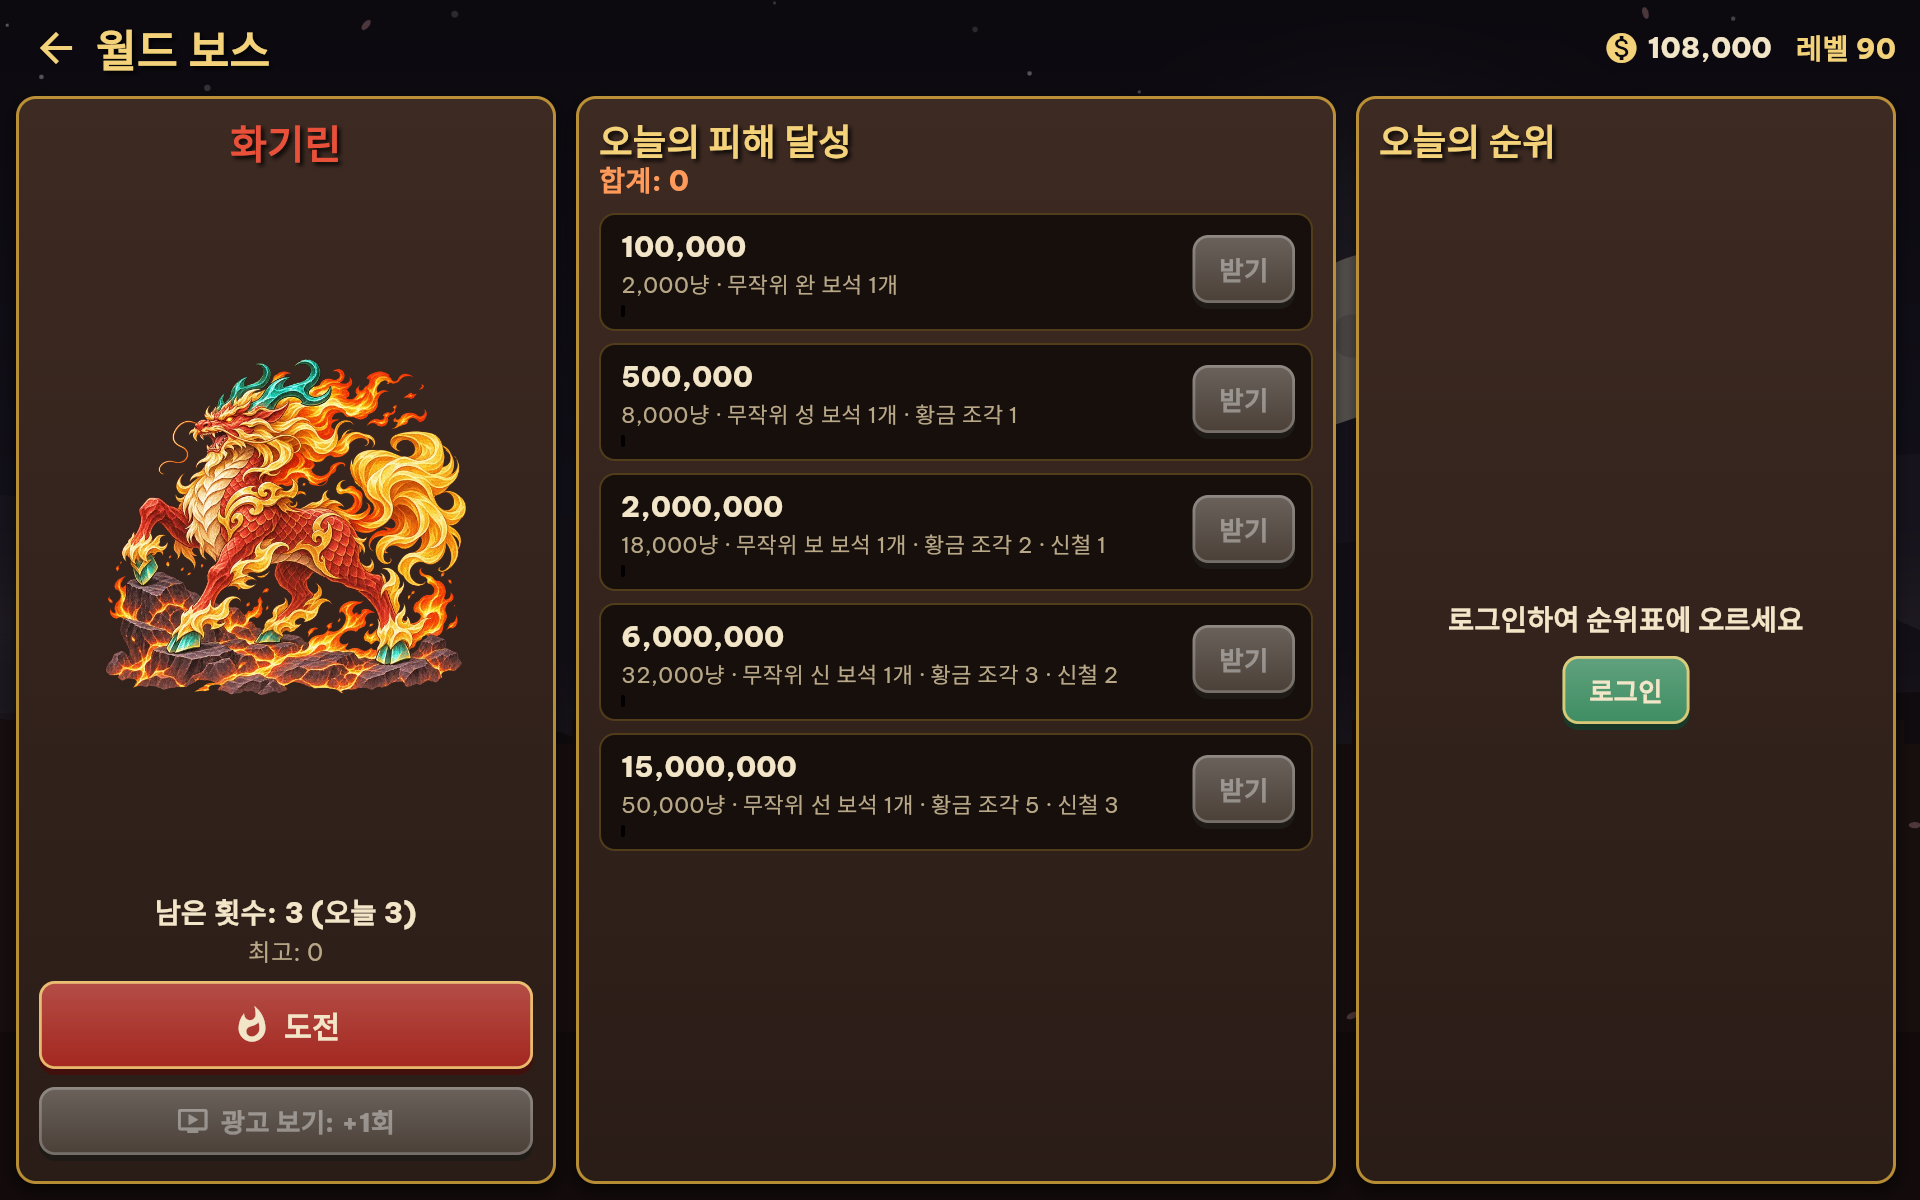 월드 보스
108,000
레벨 90
화기린
남은 횟수: 3 (오늘 3)
최고: 0
도전
광고 보기: +1회
오늘의 피해 달성
합계: 0
100,000
2,000냥 · 무작위 완 보석 1개
받기
500,000
8,000냥 · 무작위 성 보석 1개 · 황금 조각 1
받기
2,000,000
18,000냥 · 무작위 보 보석 1개 · 황금 조각 2 · 신철 1
받기
6,000,000
32,000냥 · 무작위 신 보석 1개 · 황금 조각 3 · 신철 2
받기
15,000,000
50,000냥 · 무작위 선 보석 1개 · 황금 조각 5 · 신철 3
받기
오늘의 순위
로그인하여 순위표에 오르세요
로그인